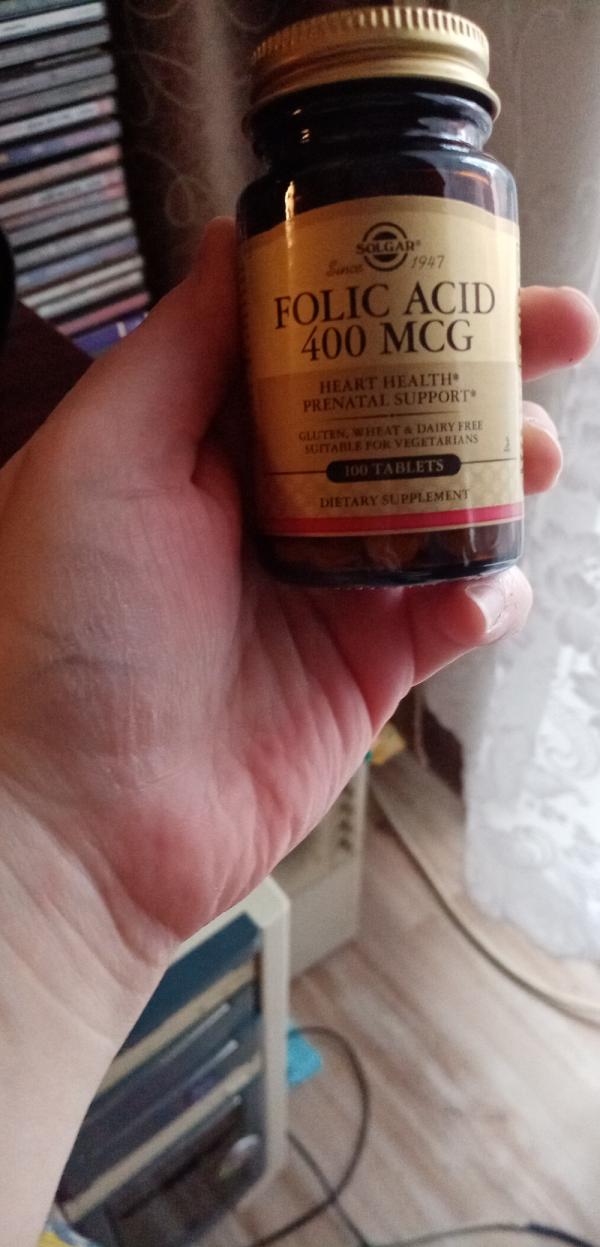 SOLGAR®
Since 1947
FOLIC ACID
400 MCG
HEART HEALTH*
PRENATAL SUPPORT*
GLUTEN, WHEAT & DAIRY FREE
SUITABLE FOR VEGETARIANS
100 TABLETS
DIETARY SUPPLEMENT